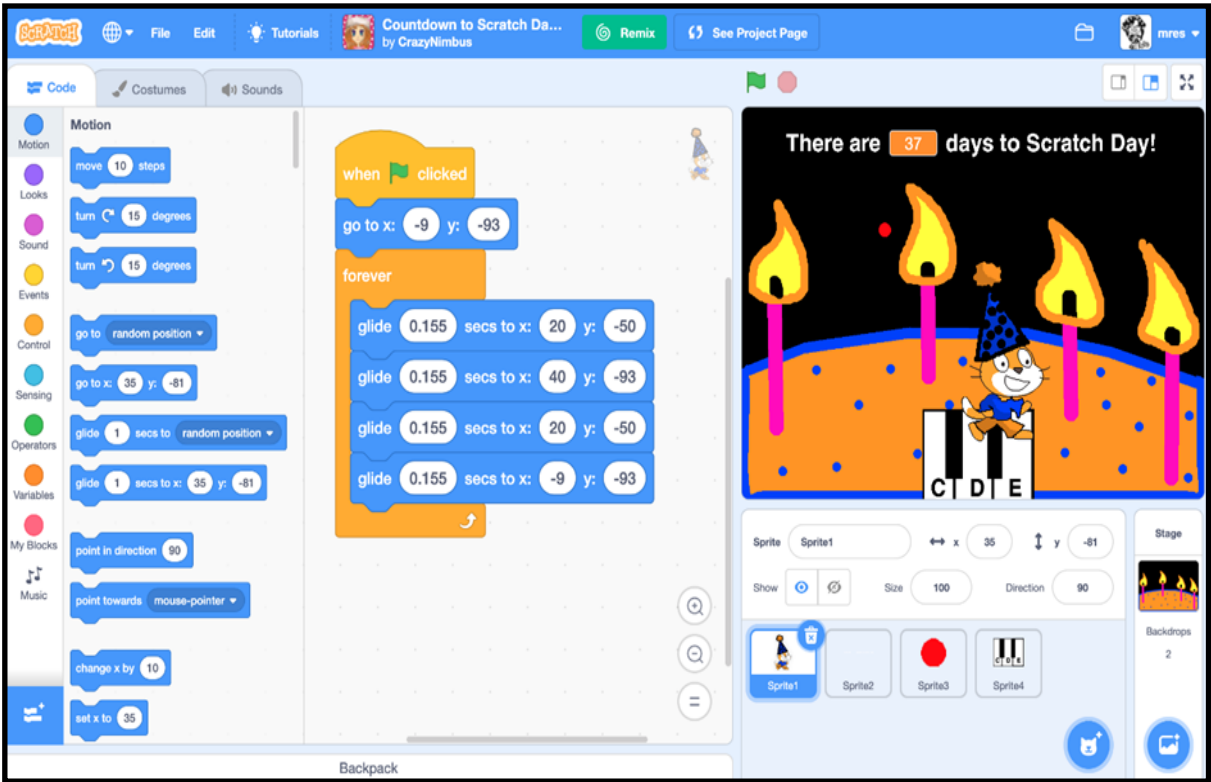 SCRATCH
File
Edit
Tutorials
Countdown to Scratch Da...
by CrazyNimbus
Remix
See Project Page
mres
Code
Costumes
Sounds
Motion
Looks
Sound
Events
Control
Sensing
Operators
Variables
My Blocks
Music
Motion
move 10 steps
turn 15 degrees
turn 15 degrees
go to random position
go to x: 35 y: -81
glide 1 secs to random position
glide 1 secs to x: 35 y: -81
point in direction 90
point towards mouse-pointer
change x by 10
set x to 35
when clicked
go to x: -9 y: -93
forever
glide 0.155 secs to x: 20 y: -50
glide 0.155 secs to x: 40 y: -93
glide 0.155 secs to x: 20 y: -50
glide 0.155 secs to x: -9 y: -93
Backpack
There are 37 days to Scratch Day!
C D E
Sprite Sprite1 x 35 y -81
Show Size 100 Direction 90
Sprite1
Sprite2
Sprite3
C D E
Sprite4
Stage
Backdrops
2